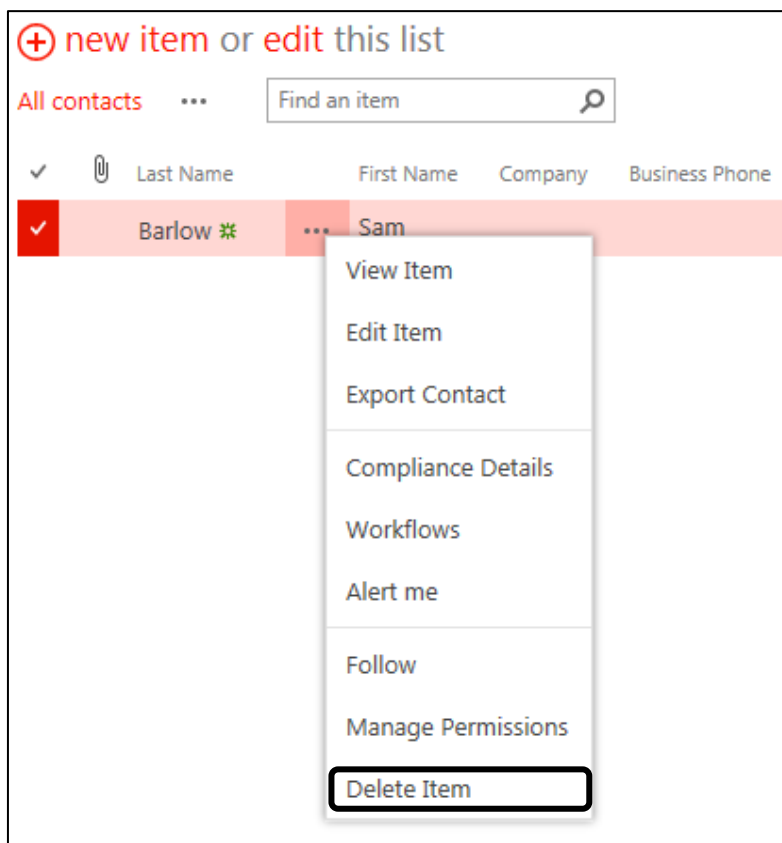 new item or edit this list
All contacts ... Find an item
Last Name First Name Company Business Phone
Barlow ... Sam
View Item
Edit Item
Export Contact
Compliance Details
Workflows
Alert me
Follow
Manage Permissions
Delete Item